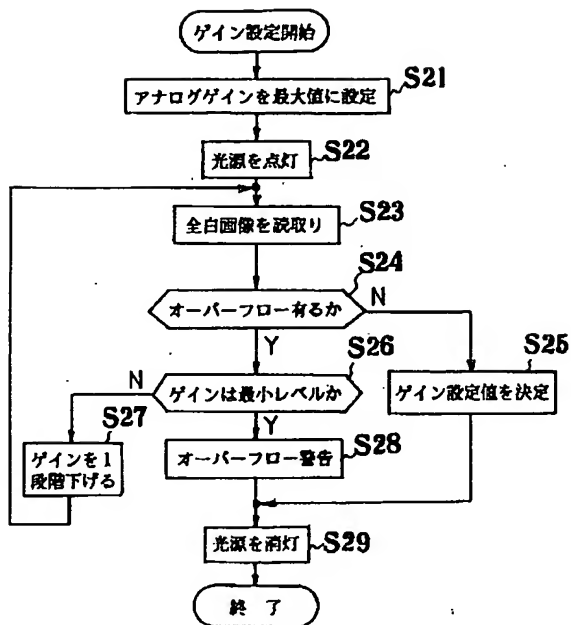 ゲイン設定開始
S21
アナログゲインを最大値に設定
S22
光源を点灯
S23
全白画像を読取り
S24
オーバーフロー有るか
N
Y
S26
S25
ゲインは最小レベルか
N
ゲイン設定値を決定
S27
Y
S28
ゲインを1
段階下げる
オーバーフロー警告
光源を消灯
S29
終 了